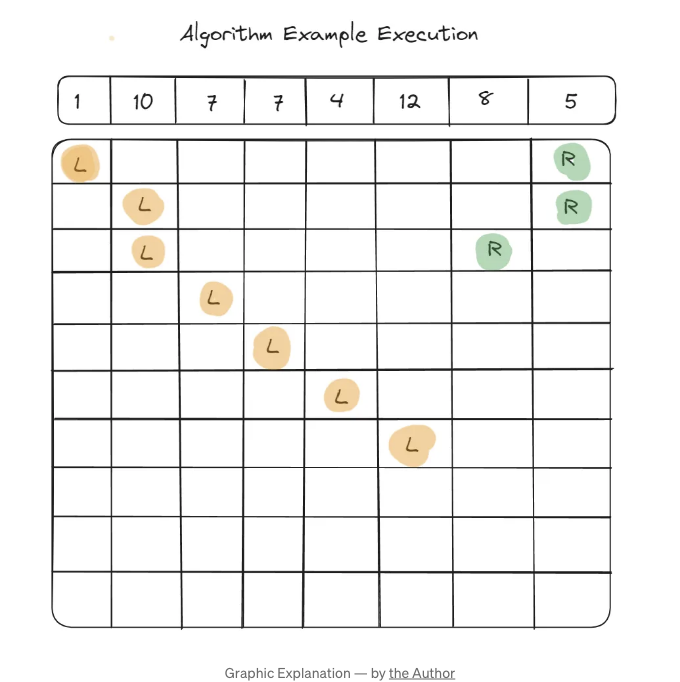 Algorithm Example Execution
1 10 7 7 4 12 8 5
L R
L R
L R
L
L
L
L
Graphic Explanation — by the Author